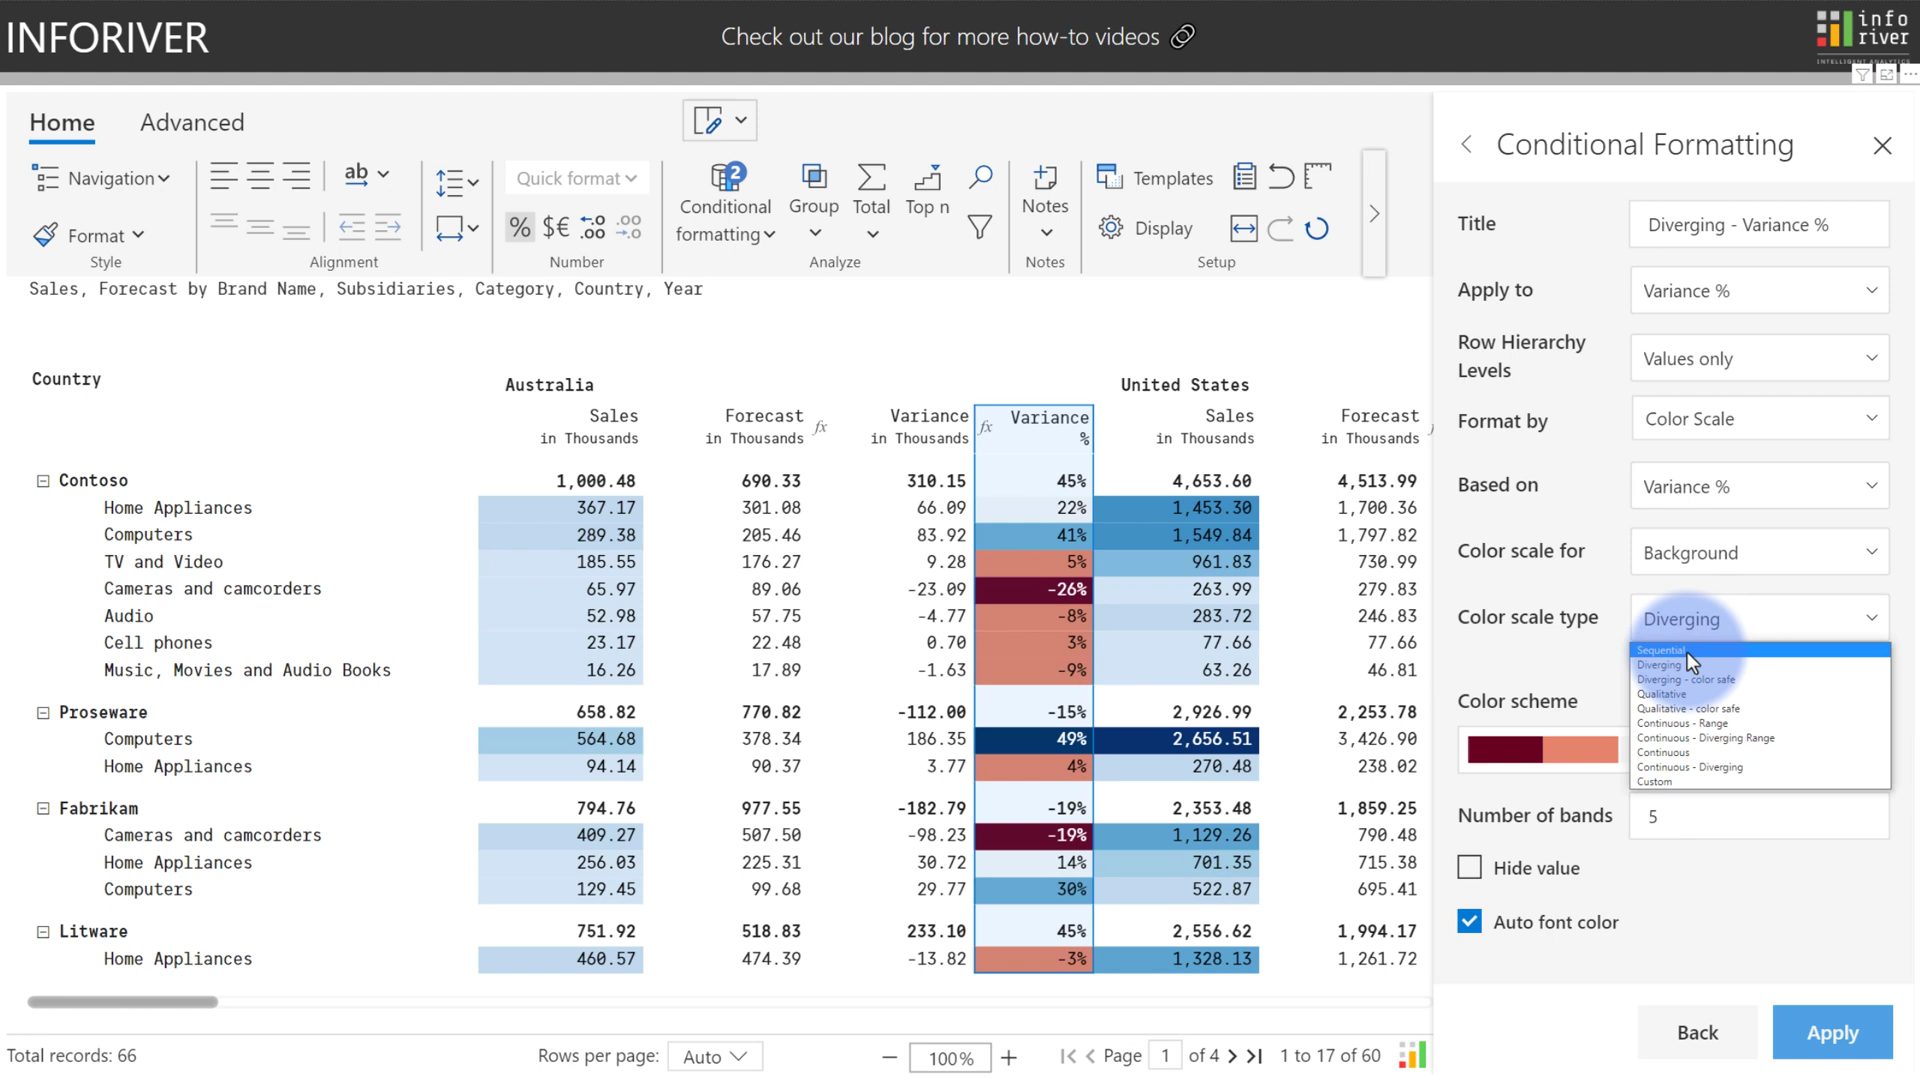 INFORIVER
Check out our blog for more how-to videos
info
river
INTELLIGENT ANALYTICS
Home
Advanced
Navigation
Format
Style
ab
Alignment
Quick format
% $€ .00 .00
Number
2
Conditional
formatting
Group
Total
Top n
Analyze
Notes
Notes
Templates
Display
Setup
Sales, Forecast by Brand Name, Subsidiaries, Category, Country, Year
Country
Australia
United States
Sales
in Thousands
Forecast
in Thousands
fx
Variance
in Thousands
fx
Variance
%
Sales
in Thousands
Forecast
in Thousands
Contoso 1,000.48 690.33 310.15 45% 4,653.60 4,513.99
Home Appliances 367.17 301.08 66.09 22% 1,453.30 1,700.36
Computers 289.38 205.46 83.92 41% 1,549.84 1,797.82
TV and Video 185.55 176.27 9.28 5% 961.83 730.99
Cameras and camcorders 65.97 89.06 -23.09 -26% 263.99 279.83
Audio 52.98 57.75 -4.77 -8% 283.72 246.83
Cell phones 23.17 22.48 0.70 3% 77.66 77.66
Music, Movies and Audio Books 16.26 17.89 -1.63 -9% 63.26 46.81
Proseware 658.82 770.82 -112.00 -15% 2,926.99 2,253.78
Computers 564.68 378.34 186.35 49% 2,656.51 3,426.90
Home Appliances 94.14 90.37 3.77 4% 270.48 238.02
Fabrikam 794.76 977.55 -182.79 -19% 2,353.48 1,859.25
Cameras and camcorders 409.27 507.50 -98.23 -19% 1,129.26 790.48
Home Appliances 256.03 225.31 30.72 14% 701.35 715.38
Computers 129.45 99.68 29.77 30% 522.87 695.41
Litware 751.92 518.83 233.10 45% 2,556.62 1,994.17
Home Appliances 460.57 474.39 -13.82 -3% 1,328.13 1,261.72
Total records: 66
Rows per page: Auto
100%
Page 1 of 4
1 to 17 of 60
Conditional Formatting
Title Diverging - Variance %
Apply to Variance %
Row Hierarchy
Levels
Values only
Format by Color Scale
Based on Variance %
Color scale for Background
Color scale type Diverging
Sequential
Diverging
Diverging - color safe
Qualitative
Qualitative - color safe
Continuous - Range
Continuous - Diverging Range
Continuous
Continuous - Diverging
Custom
Color scheme
Number of bands 5
Hide value
Auto font color
Back
Apply